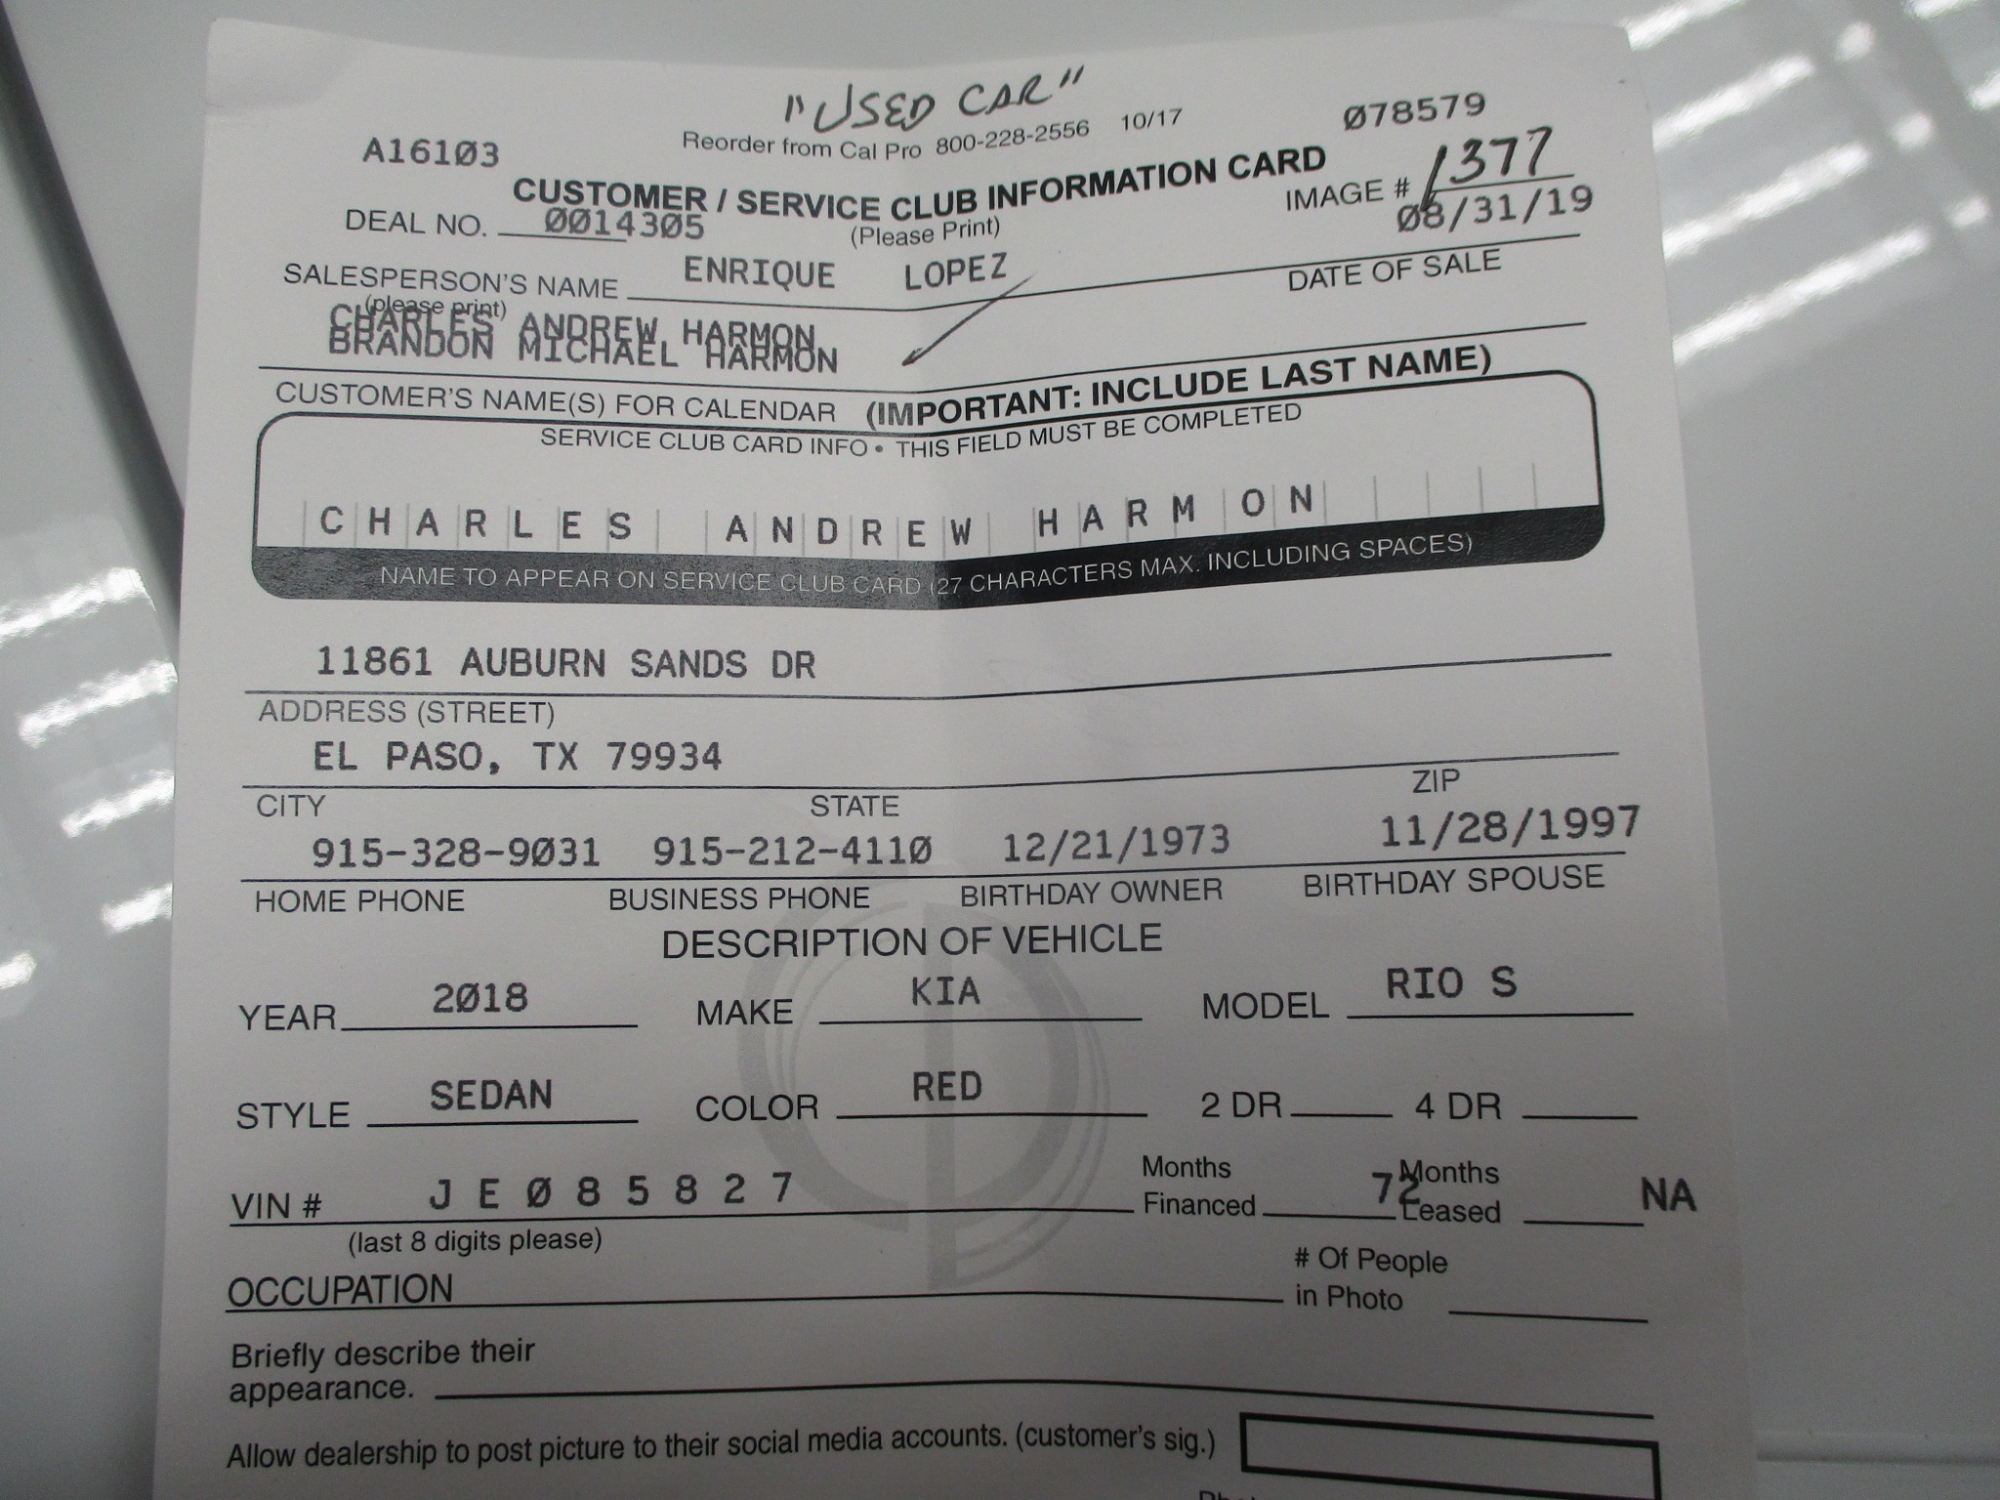 "USED CAR"
Reorder from Cal Pro 800-228-2556 10/17
A16103
078579
CUSTOMER / SERVICE CLUB INFORMATION CARD
IMAGE # 1377
DEAL NO. 0014305
(Please Print)
08/31/19
SALESPERSON'S NAME ENRIQUE LOPEZ
DATE OF SALE
(please print)
CHARLES ANDREW HARMON
BRANDON MICHAEL HARMON
CUSTOMER'S NAME(S) FOR CALENDAR (IMPORTANT: INCLUDE LAST NAME)
SERVICE CLUB CARD INFO • THIS FIELD MUST BE COMPLETED
CHARLES ANDREW HARMON
NAME TO APPEAR ON SERVICE CLUB CARD (27 CHARACTERS MAX. INCLUDING SPACES)
11861 AUBURN SANDS DR
ADDRESS (STREET)
EL PASO, TX 79934
CITY STATE ZIP
915-328-9031 915-212-4110 12/21/1973 11/28/1997
HOME PHONE BUSINESS PHONE BIRTHDAY OWNER BIRTHDAY SPOUSE
DESCRIPTION OF VEHICLE
YEAR 2018 MAKE KIA MODEL RIO S
STYLE SEDAN COLOR RED 2 DR 4 DR
VIN # JE085827 Months Financed 72 Months Leased NA
(last 8 digits please)
OCCUPATION # Of People in Photo
Briefly describe their
appearance.
Allow dealership to post picture to their social media accounts. (customer's sig.)